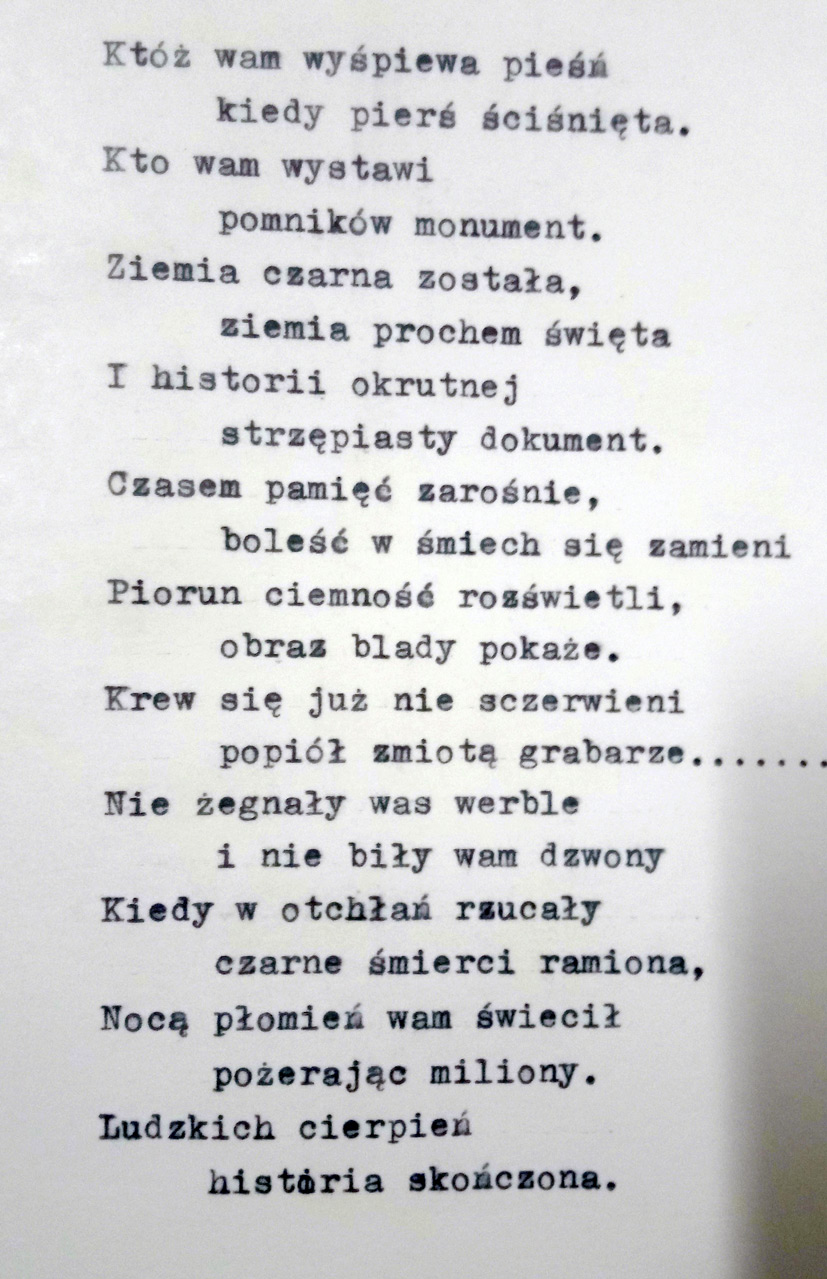 Któż wam wyśpiewa pieśń
kiedy pierś ściśnięta.
Kto wam wystawi
pomników monument.
Ziemia czarna została,
ziemia prochem święta
I historii okrutnej
strzępiasty dokument.
Czasem pamięć zarośnie,
boleść w śmiech się zamieni
Piorun ciemność rozświetli,
obraz blady pokaże.
Krew się już nie sczerwieni
popiół zmiotą grabarze.......
Nie żegnały was werble
i nie biły wam dzwony
Kiedy w otchłań rzucały
czarne śmierci ramiona,
Nocą płomień wam świecił
pożerając miliony.
Ludzkich cierpień
historia skończona.